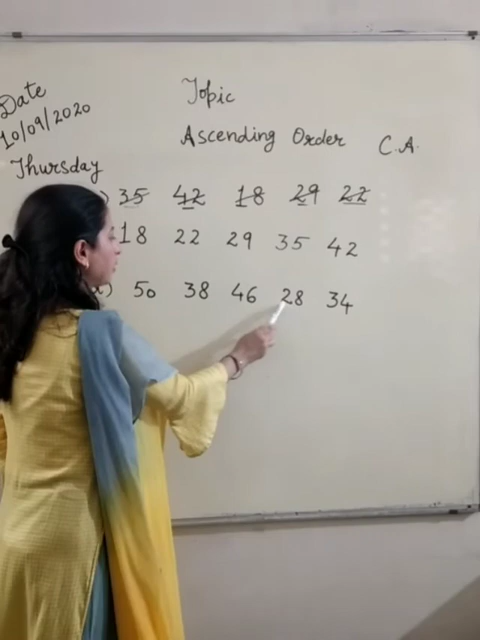 Date
10/09/2020
Thursday
Topic
Ascending Order C.A.
) 35 42 18 29 22
18 22 29 35 42
) 50 38 46 28 34